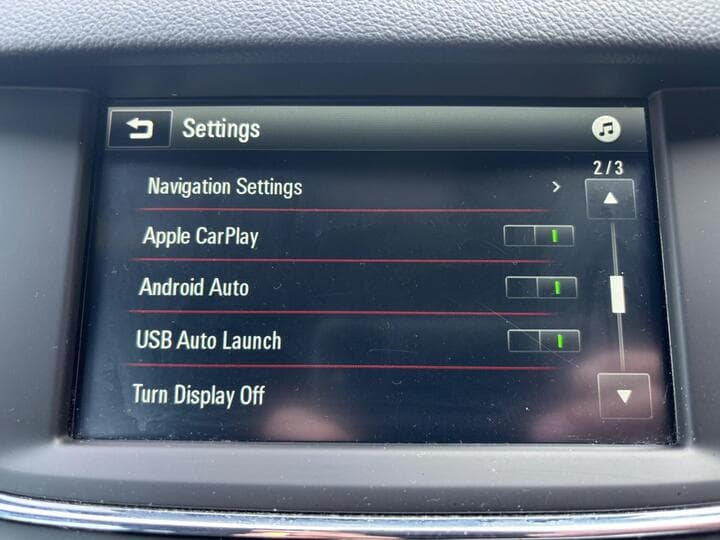 Settings
2/3
Navigation Settings
Apple CarPlay
Android Auto
USB Auto Launch
Turn Display Off